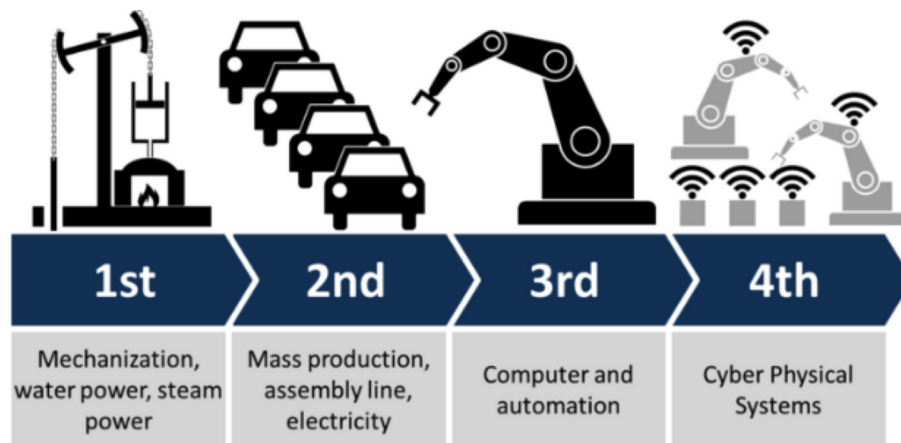 1st
2nd
3rd
4th
Mechanization,
water power, steam
power
Mass production,
assembly line,
electricity
Computer and
automation
Cyber Physical
Systems